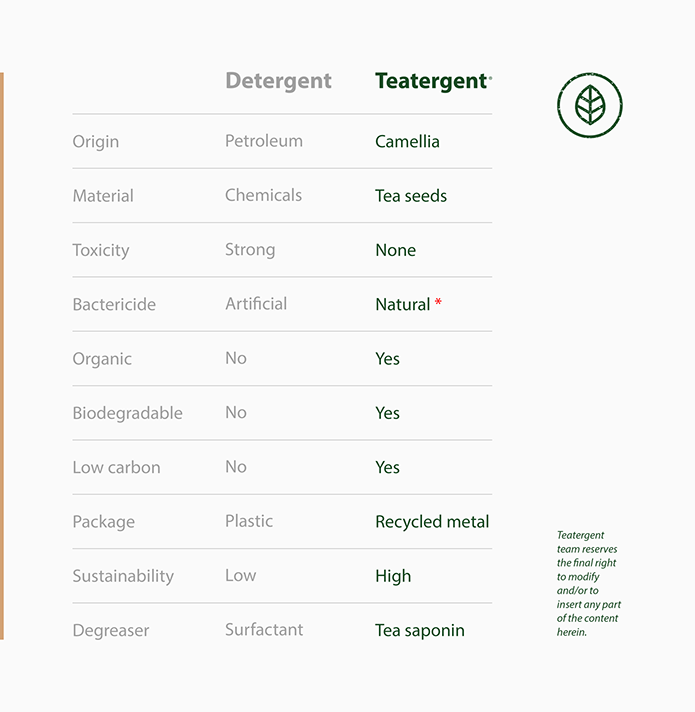 Detergent Teatergent
Origin Petroleum Camellia
Material Chemicals Tea seeds
Toxicity Strong None
Bactericide Artificial Natural *
Organic No Yes
Biodegradable No Yes
Low carbon No Yes
Package Plastic Recycled metal
Sustainability Low High
Degreaser Surfactant Tea saponin
Teatergent
team reserves
the final right
to modify
and/or to
insert any part
of the content
herein.